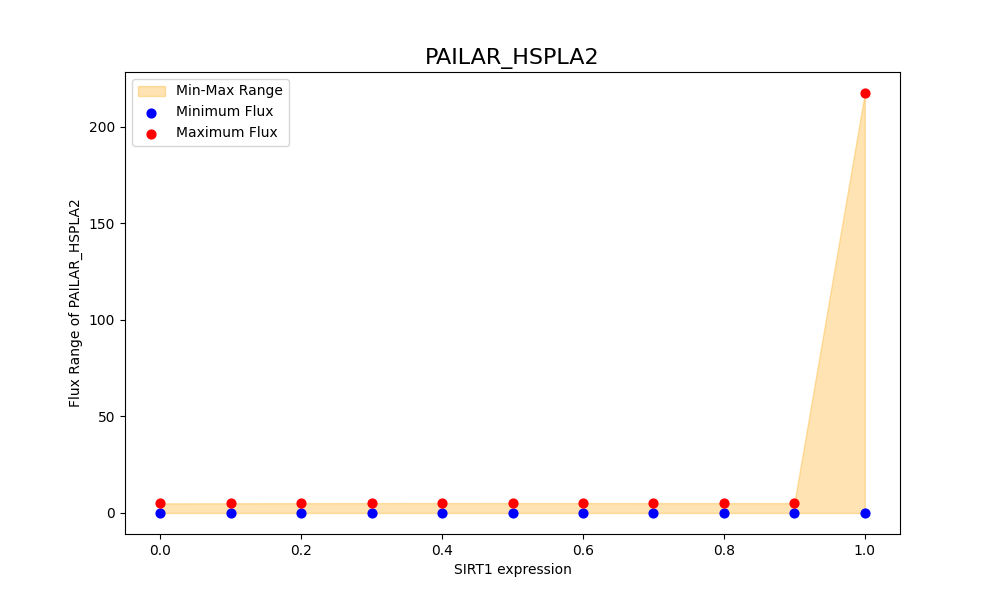 PAILAR_HSPLA2
Min-Max Range
Minimum Flux
Maximum Flux
Flux Range of PAILAR_HSPLA2
200
150
100
50
0
0.0 0.2 0.4 0.6 0.8 1.0
SIRT1 expression